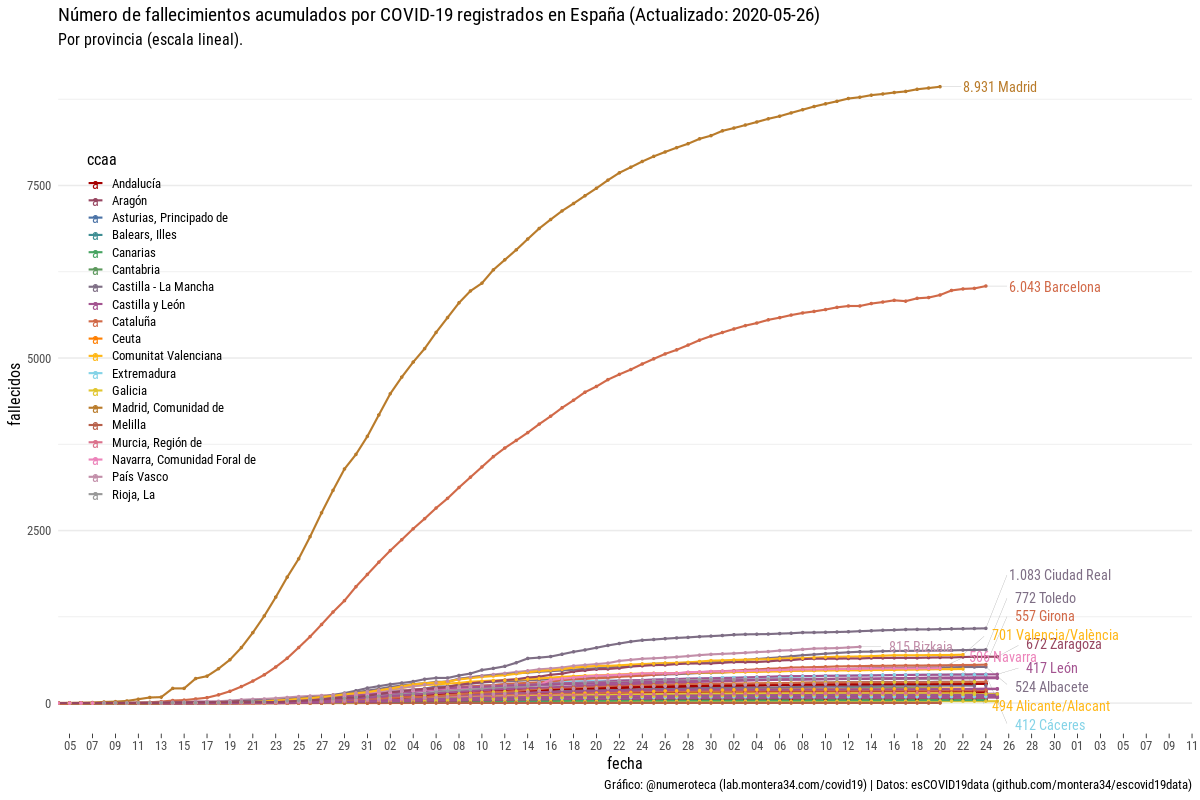 Número de fallecimientos acumulados por COVID-19 registrados en España (Actualizado: 2020-05-26)
Por provincia (escala lineal).
8.931 Madrid
ccaa
Andalucía
Aragón
Asturias, Principado de
Balears, Illes
Canarias
Cantabria
Castilla - La Mancha
Castilla y León
Cataluña
Ceuta
Comunitat Valenciana
Extremadura
Galicia
Madrid, Comunidad de
Melilla
Murcia, Región de
Navarra, Comunidad Foral de
País Vasco
Rioja, La
7500
5000
2500
0
fallecidos
6.043 Barcelona
1.083 Ciudad Real
772 Toledo
557 Girona
701 Valencia/València
815 Bizkaia
672 Zaragoza
Navarra
417 León
524 Albacete
494 Alicante/Alacant
412 Cáceres
05 07 09 11 13 15 17 19 21 23 25 27 29 31 02 04 06 08 10 12 14 16 18 20 22 24 26 28 30 02 04 06 08 10 12 14 16 18 20 22 24 26 28 30 01 03 05 07 09 11
fecha
Gráfico: @numeroteca (lab.montera34.com/covid19) | Datos: esCOVID19data (github.com/montera34/escovid19data)